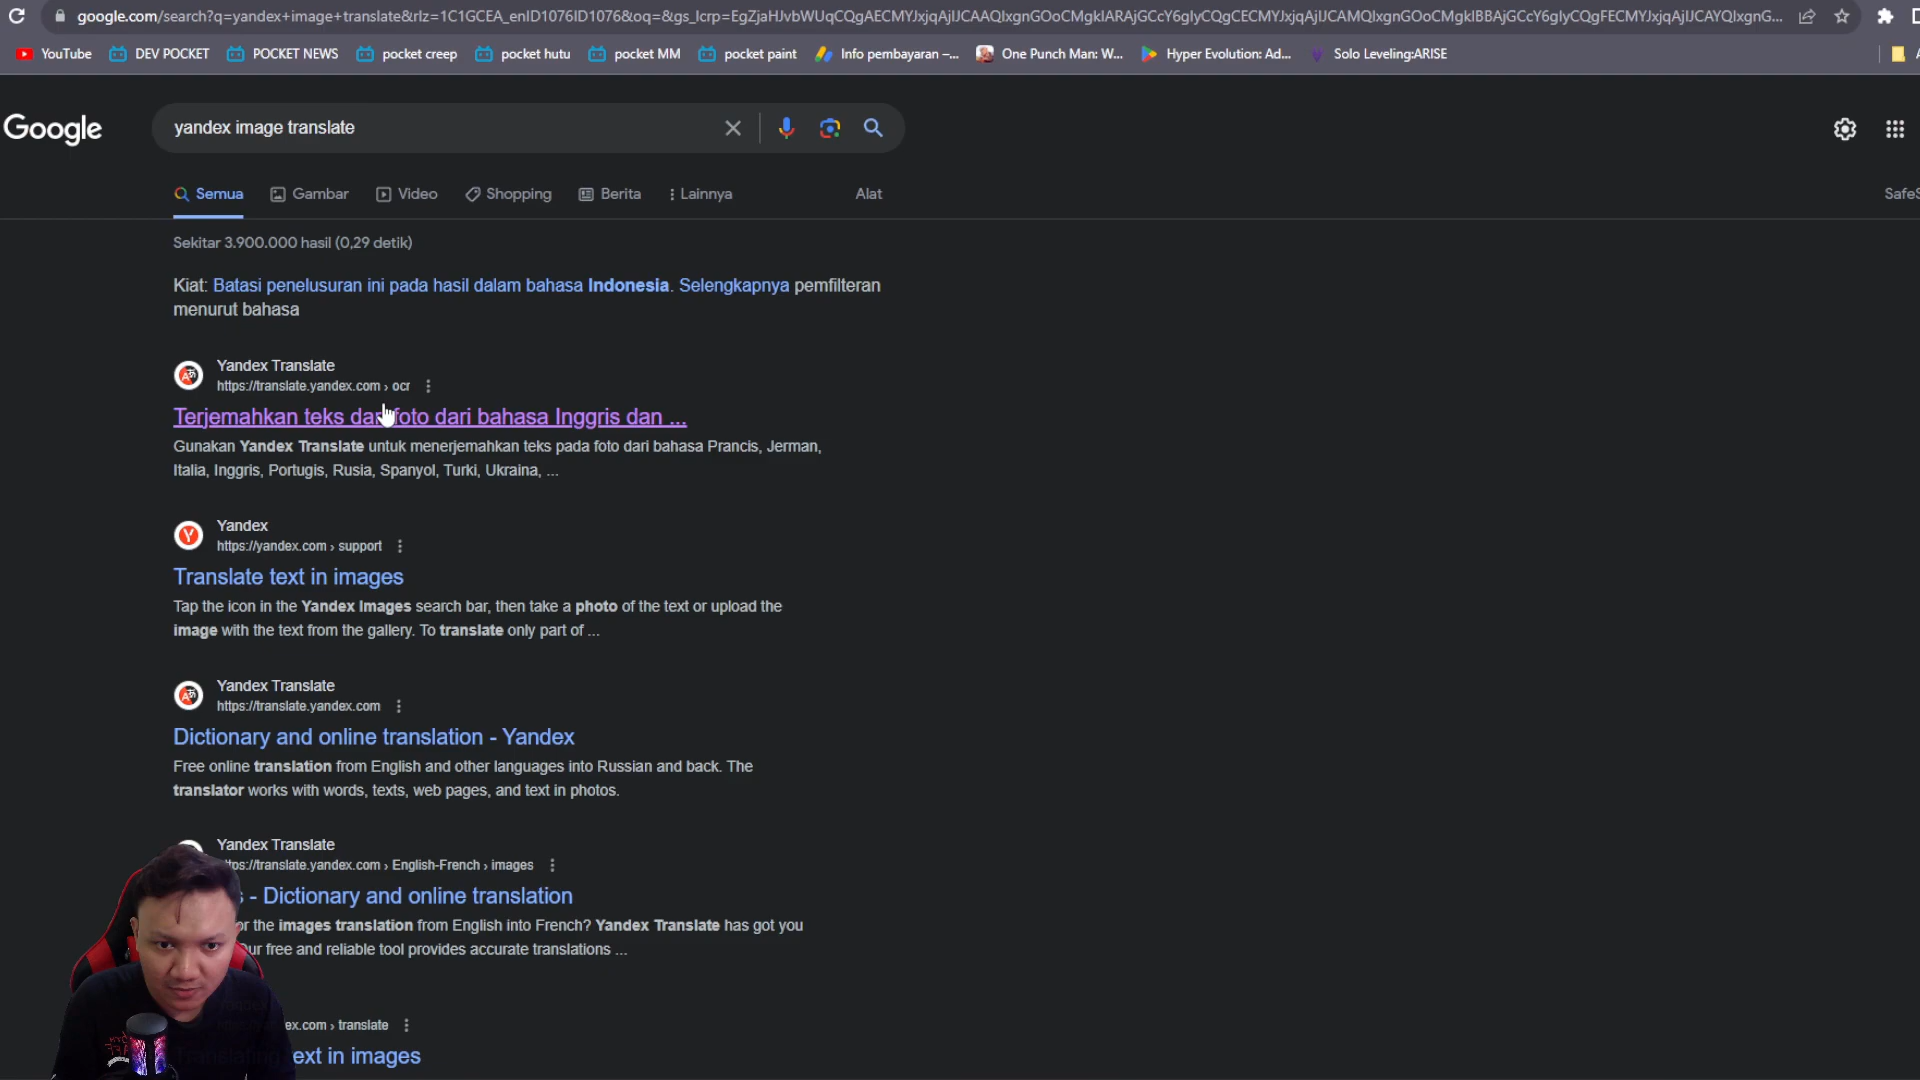 google.com/search?q=yandex+image+translate&rlz=1C1GCEA_enID1076ID1076&oq=&gs_lcrp=
YouTube DEV POCKET POCKET NEWS pocket creep pocket hutu pocket MM pocket paint Info pembayaran –... One Punch Man: W... Hyper Evolution: Ad... Solo Leveling:ARISE
Google yandex image translate
Semua Gambar Video Shopping Berita Lainnya Alat SafeS
Sekitar 3.900.000 hasil (0,29 detik)
Kiat: Batasi penelusuran ini pada hasil dalam bahasa Indonesia. Selengkapnya pemfilteran
menurut bahasa
Yandex Translate
https://translate.yandex.com › ocr
Terjemahkan teks dari foto dari bahasa Inggris dan ...
Gunakan Yandex Translate untuk menerjemahkan teks pada foto dari bahasa Prancis, Jerman,
Italia, Inggris, Portugis, Rusia, Spanyol, Turki, Ukraina, ...
Yandex
https://yandex.com › support
Translate text in images
Tap the icon in the Yandex Images search bar, then take a photo of the text or upload the
image with the text from the gallery. To translate only part of ...
Yandex Translate
https://translate.yandex.com
Dictionary and online translation - Yandex
Free online translation from English and other languages into Russian and back. The
translator works with words, texts, web pages, and text in photos.
Yandex Translate
tps://translate.yandex.com › English-French › images
s - Dictionary and online translation
or the images translation from English into French? Yandex Translate has got you
Our free and reliable tool provides accurate translations ...
ex.com › translate
Translating text in images